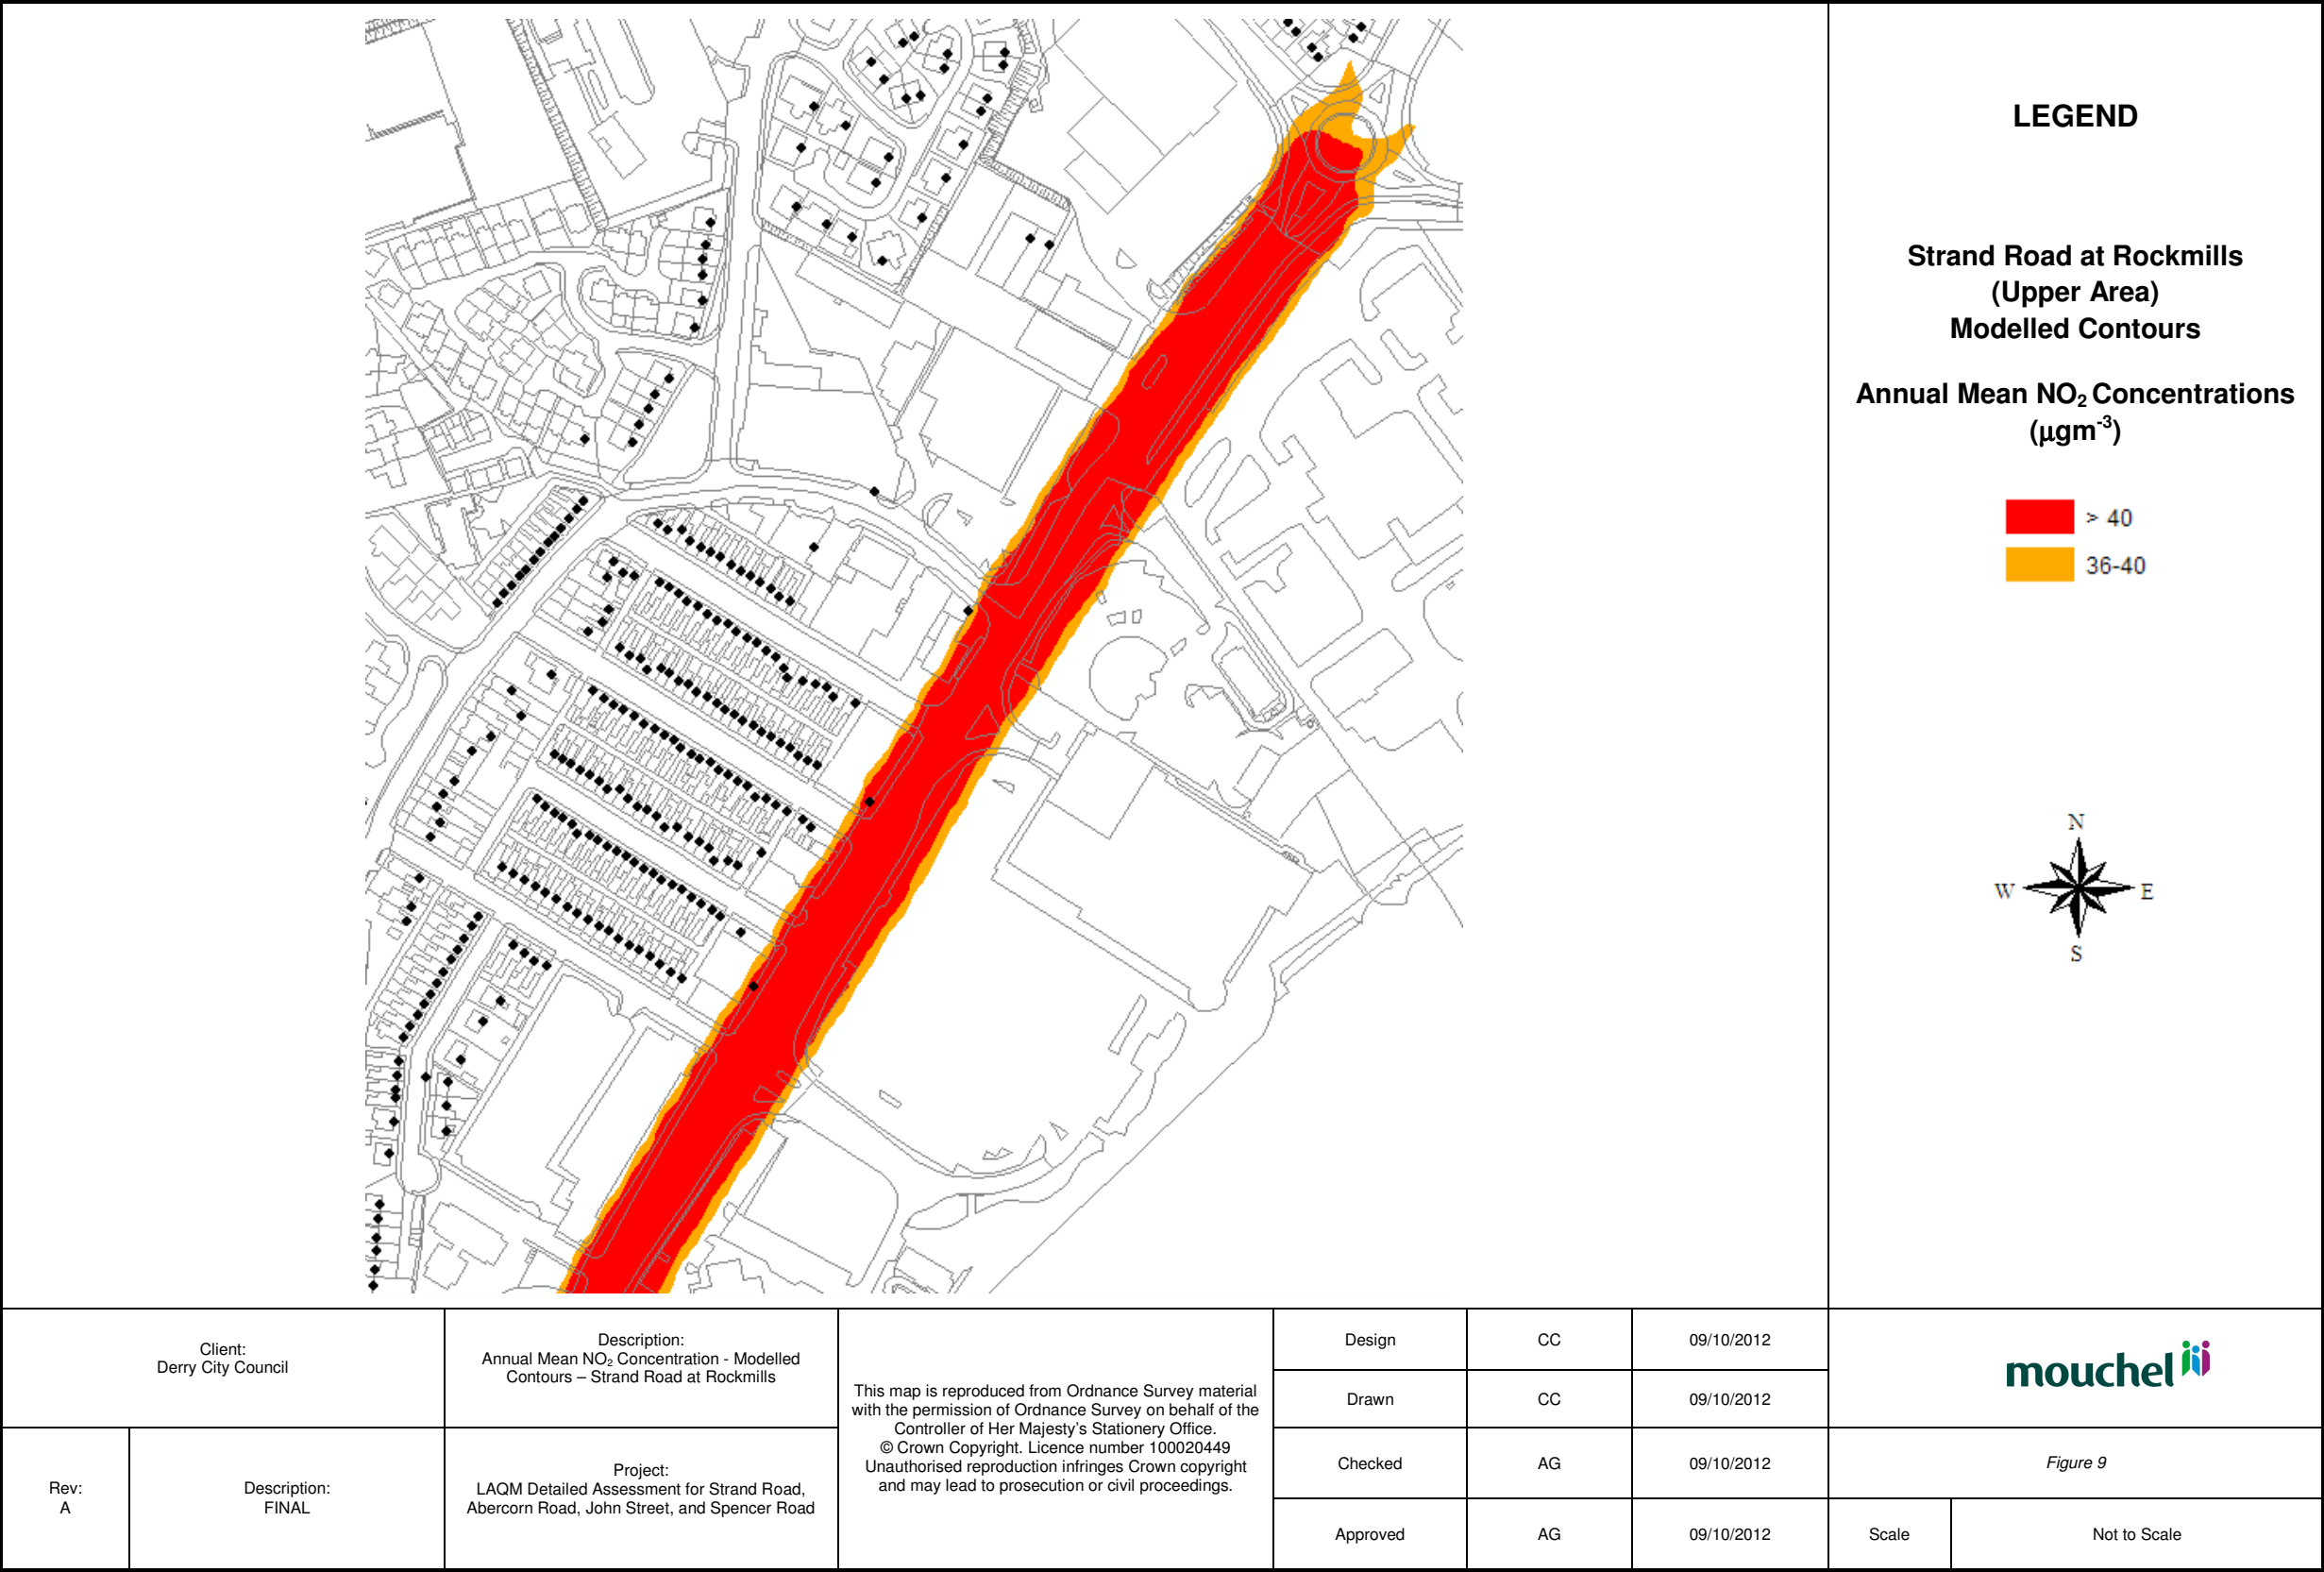 LEGEND
Strand Road at Rockmills
(Upper Area)
Modelled Contours
Annual Mean NO₂ Concentrations
(µgm⁻³)
> 40
36-40
N
W E
S
Client:
Derry City Council
Description:
Annual Mean NO₂ Concentration - Modelled
Contours – Strand Road at Rockmills
Rev:
A
Description:
FINAL
Project:
LAQM Detailed Assessment for Strand Road,
Abercorn Road, John Street, and Spencer Road
This map is reproduced from Ordnance Survey material
with the permission of Ordnance Survey on behalf of the
Controller of Her Majesty’s Stationery Office.
© Crown Copyright. Licence number 100020449
Unauthorised reproduction infringes Crown copyright
and may lead to prosecution or civil proceedings.
Design CC 09/10/2012
Drawn CC 09/10/2012
Checked AG 09/10/2012
Approved AG 09/10/2012
mouchel
Figure 9
Scale Not to Scale